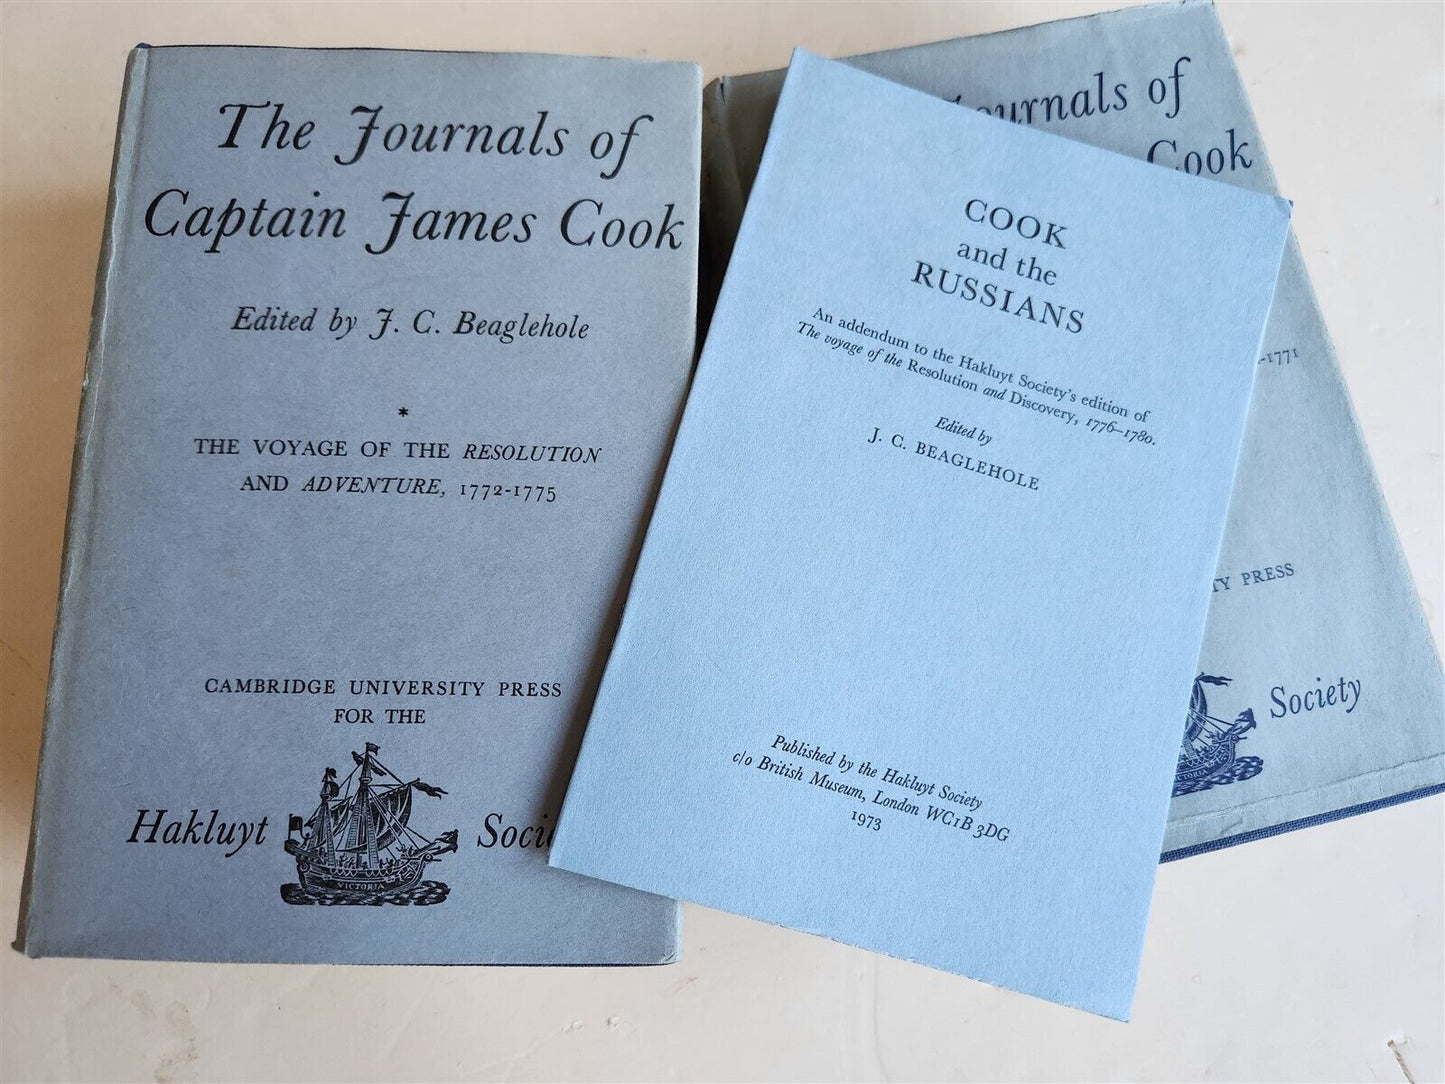 The Journals of
Captain James Cook
Edited by J. C. Beaglehole
*
THE VOYAGE OF THE RESOLUTION
AND ADVENTURE, 1772-1775
CAMBRIDGE UNIVERSITY PRESS
FOR THE
Hakluyt
VICTORIA
COOK
and the
RUSSIANS
An addendum to the Hakluyt Society's edition of
The voyage of the Resolution and Discovery, 1776–1780.
Edited by
J. C. BEAGLEHOLE
Published by the Hakluyt Society
c/o British Museum, London WC1B 3DG
1973
of
Cook
-1771
PRESS
Society
VICTORIA